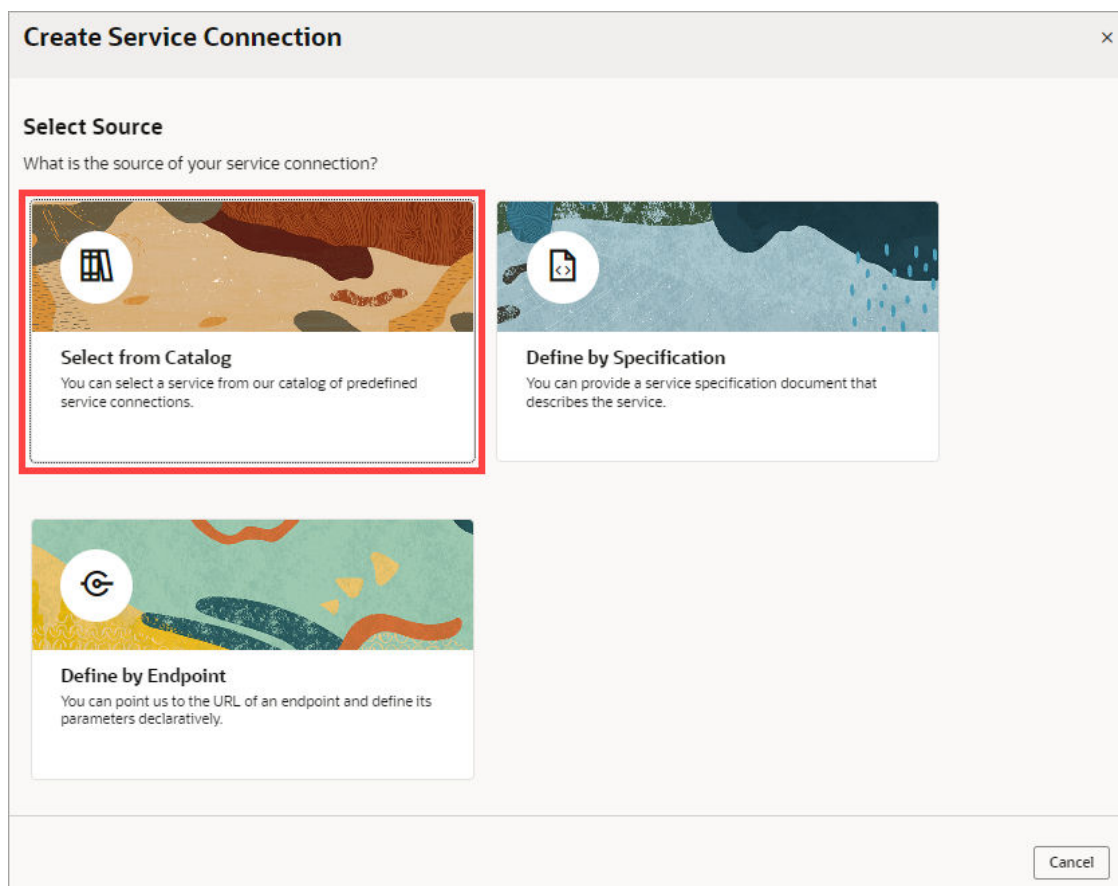 Create Service Connection
×
Select Source
What is the source of your service connection?
Select from Catalog
You can select a service from our catalog of predefined
service connections.
Define by Specification
You can provide a service specification document that
describes the service.
Define by Endpoint
You can point us to the URL of an endpoint and define its
parameters declaratively.
Cancel